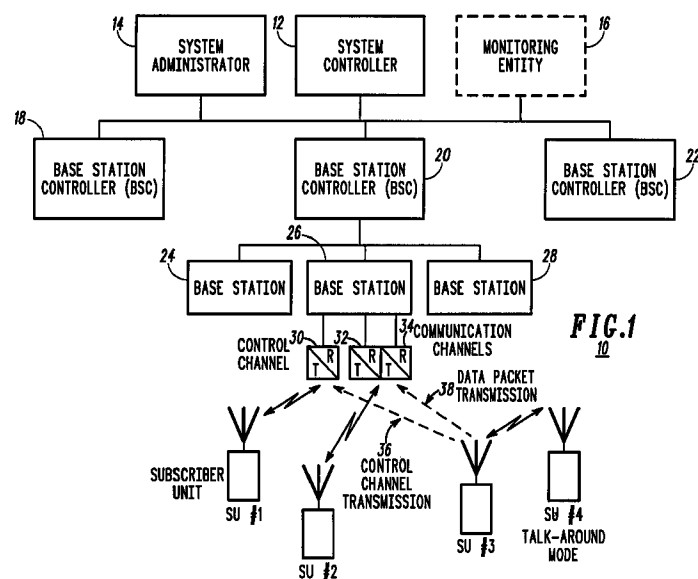 14
SYSTEM
ADMINISTRATOR
12
SYSTEM
CONTROLLER
16
MONITORING
ENTITY
18
BASE STATION
CONTROLLER (BSC)
20
BASE STATION
CONTROLLER (BSC)
22
BASE STATION
CONTROLLER (BSC)
24
BASE STATION
26
BASE STATION
28
BASE STATION
CONTROL
CHANNEL
30
R
T
32
R
T
34
R
T
COMMUNICATION
CHANNELS
FIG.1
10
38
DATA PACKET
TRANSMISSION
36
CONTROL
CHANNEL
TRANSMISSION
SUBSCRIBER
UNIT
SU #1
SU #2
SU #3
SU #4
TALK-AROUND
MODE